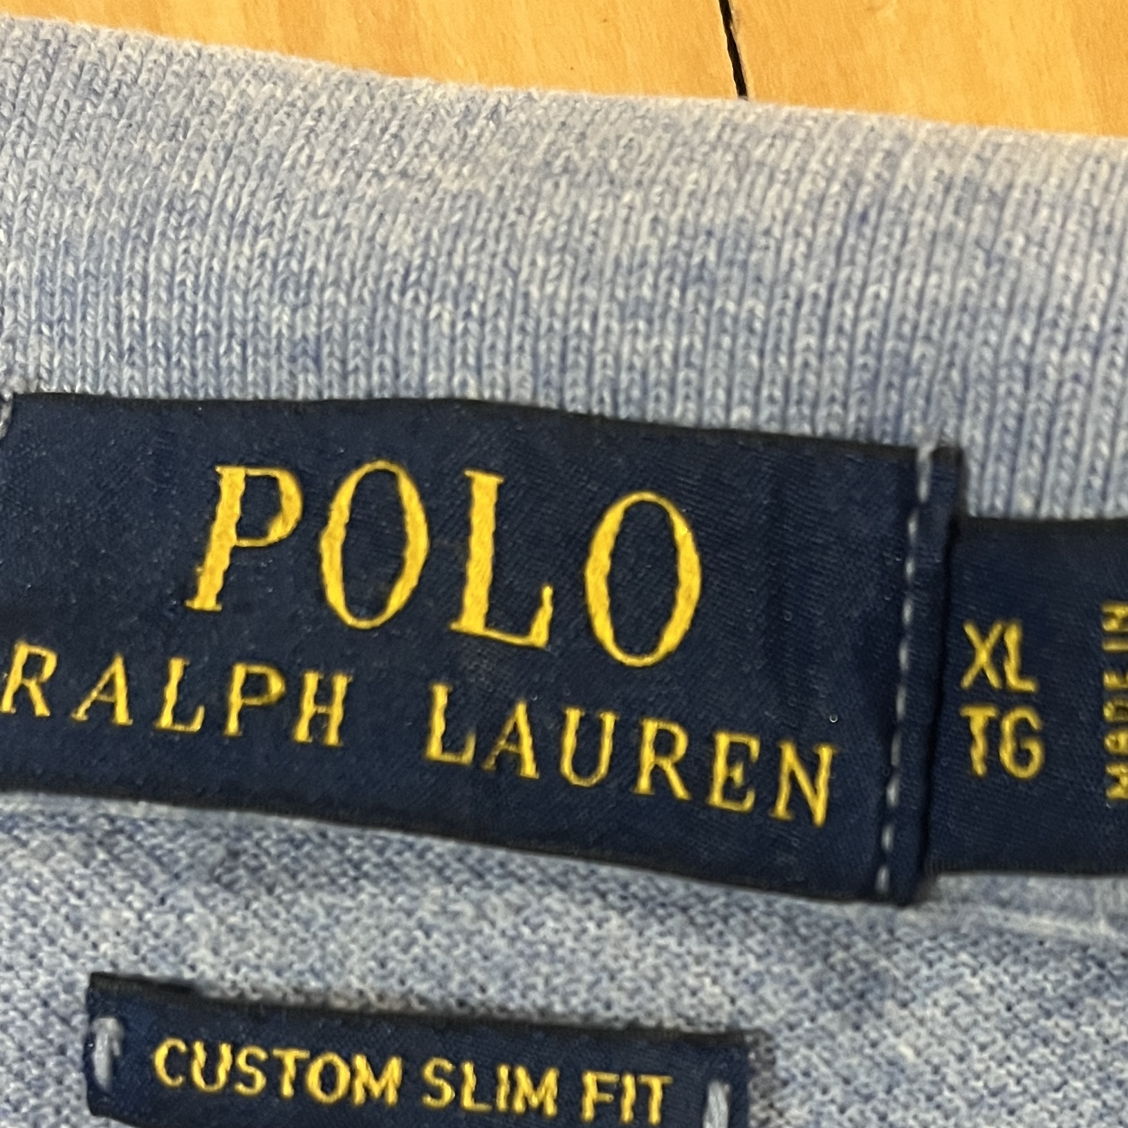 POLO
RALPH LAUREN
XL
TG
MADE IN
CUSTOM SLIM FIT